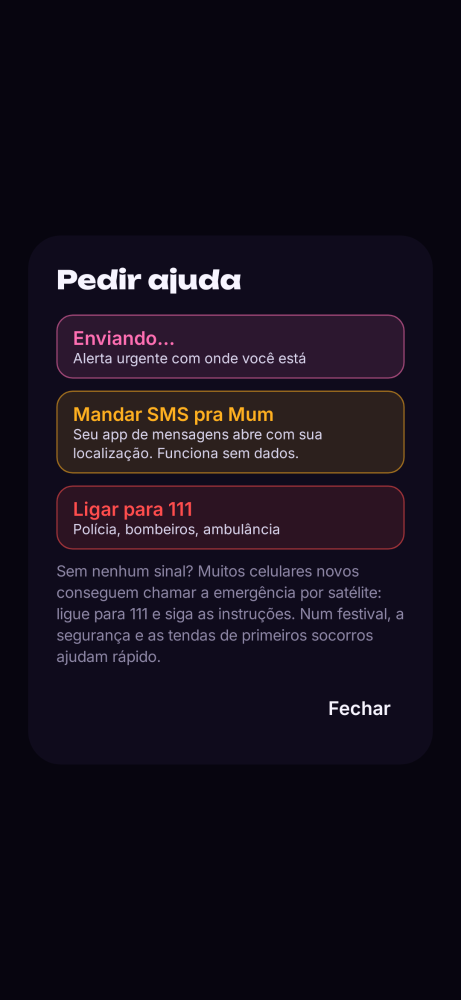 Pedir ajuda
Enviando...
Alerta urgente com onde você está
Mandar SMS pra Mum
Seu app de mensagens abre com sua
localização. Funciona sem dados.
Ligar para 111
Polícia, bombeiros, ambulância
Sem nenhum sinal? Muitos celulares novos
conseguem chamar a emergência por satélite:
ligue para 111 e siga as instruções. Num festival, a
segurança e as tendas de primeiros socorros
ajudam rápido.
Fechar